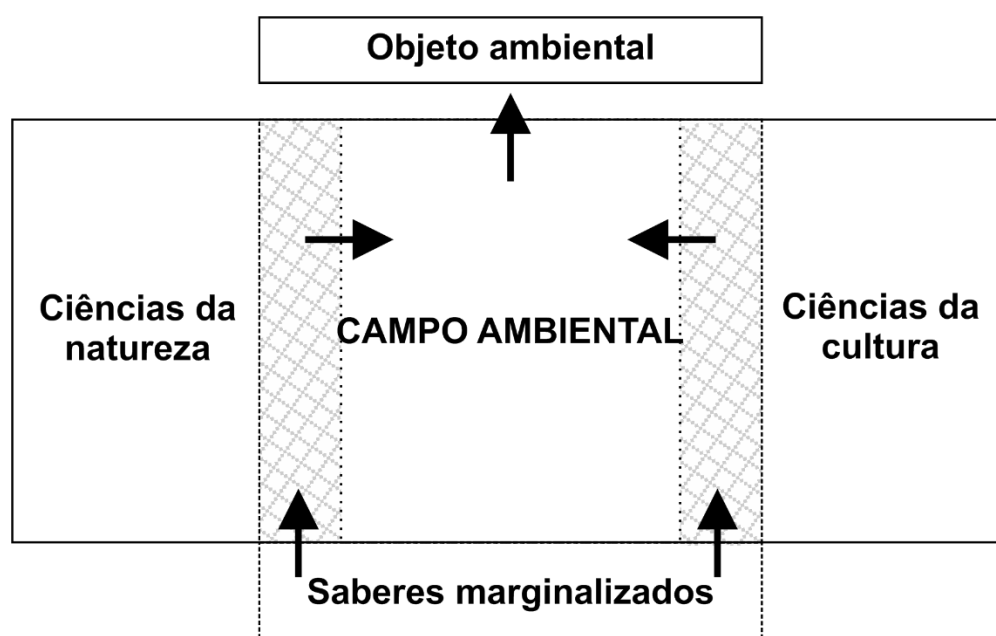 Objeto ambiental
Ciências da
natureza
CAMPO AMBIENTAL
Ciências da
cultura
Saberes marginalizados